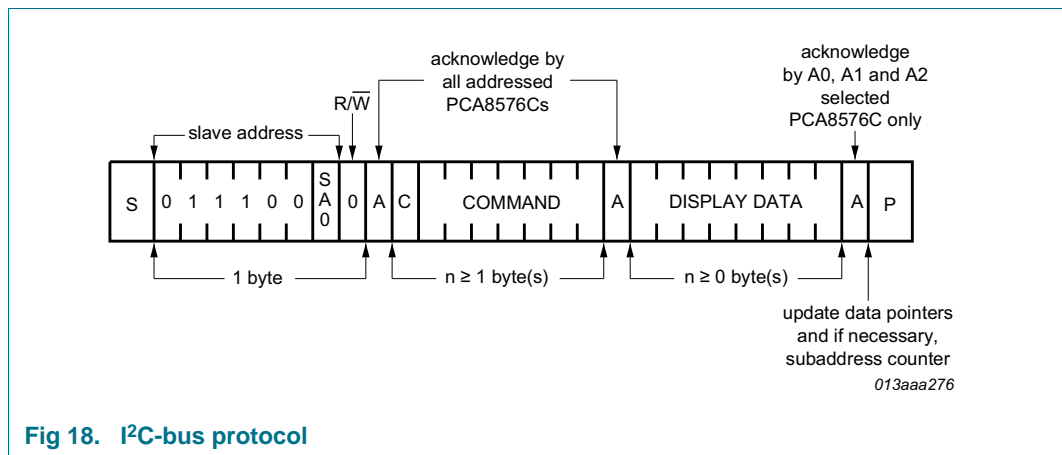 acknowledge by
all addressed
PCA8576Cs
acknowledge
by A0, A1 and A2
selected
PCA8576C only
R/W̅
slave address
S 0 1 1 1 0 0 SA0 0 A C COMMAND A DISPLAY DATA A P
1 byte
n ≥ 1 byte(s)
n ≥ 0 byte(s)
update data pointers
and if necessary,
subaddress counter
013aaa276
Fig 18. I²C-bus protocol